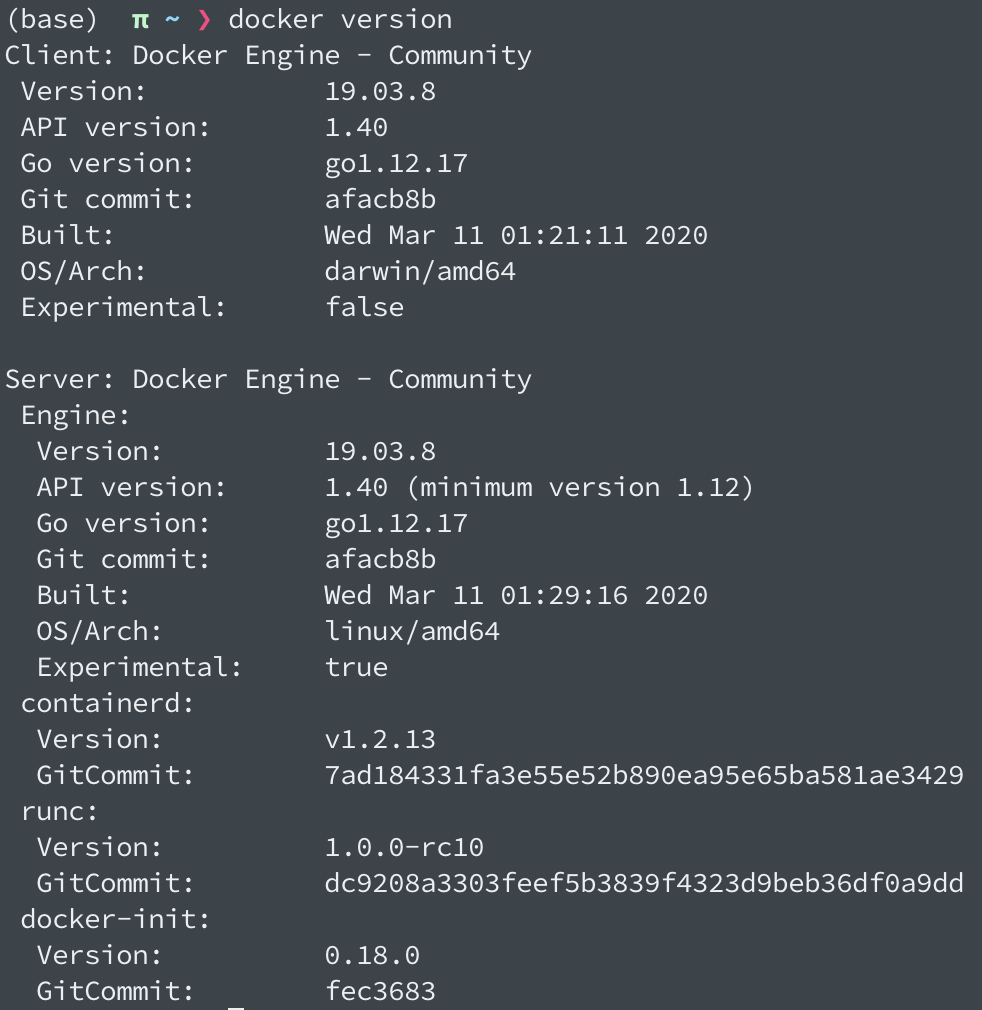 (base)  π ~ ❯ docker version
Client: Docker Engine - Community
 Version:           19.03.8
 API version:       1.40
 Go version:        go1.12.17
 Git commit:        afacb8b
 Built:             Wed Mar 11 01:21:11 2020
 OS/Arch:           darwin/amd64
 Experimental:      false

Server: Docker Engine - Community
 Engine:
  Version:          19.03.8
  API version:      1.40 (minimum version 1.12)
  Go version:       go1.12.17
  Git commit:       afacb8b
  Built:            Wed Mar 11 01:29:16 2020
  OS/Arch:          linux/amd64
  Experimental:     true
 containerd:
  Version:          v1.2.13
  GitCommit:        7ad184331fa3e55e52b890ea95e65ba581ae3429
 runc:
  Version:          1.0.0-rc10
  GitCommit:        dc9208a3303feef5b3839f4323d9beb36df0a9dd
 docker-init:
  Version:          0.18.0
  GitCommit:        fec3683